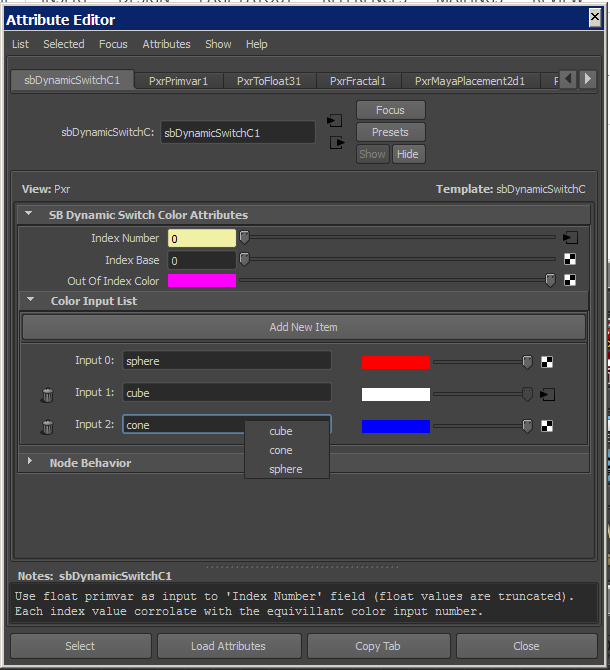 Attribute Editor
List Selected Focus Attributes Show Help
sbDynamicSwitchC1 PxrPrimvar1 PxrToFloat31 PxrFractal1 PxrMayaPlacement2d1
Focus
sbDynamicSwitchC: sbDynamicSwitchC1 Presets
Show Hide
View: Pxr Template: sbDynamicSwitchC
SB Dynamic Switch Color Attributes
Index Number 0
Index Base 0
Out Of Index Color
Color Input List
Add New Item
Input 0: sphere
Input 1: cube
Input 2: cone
cube
cone
sphere
Node Behavior
Notes: sbDynamicSwitchC1
Use float primvar as input to 'Index Number' field (float values are truncated).
Each index value corrolate with the equivillant color input number.
Select Load Attributes Copy Tab Close